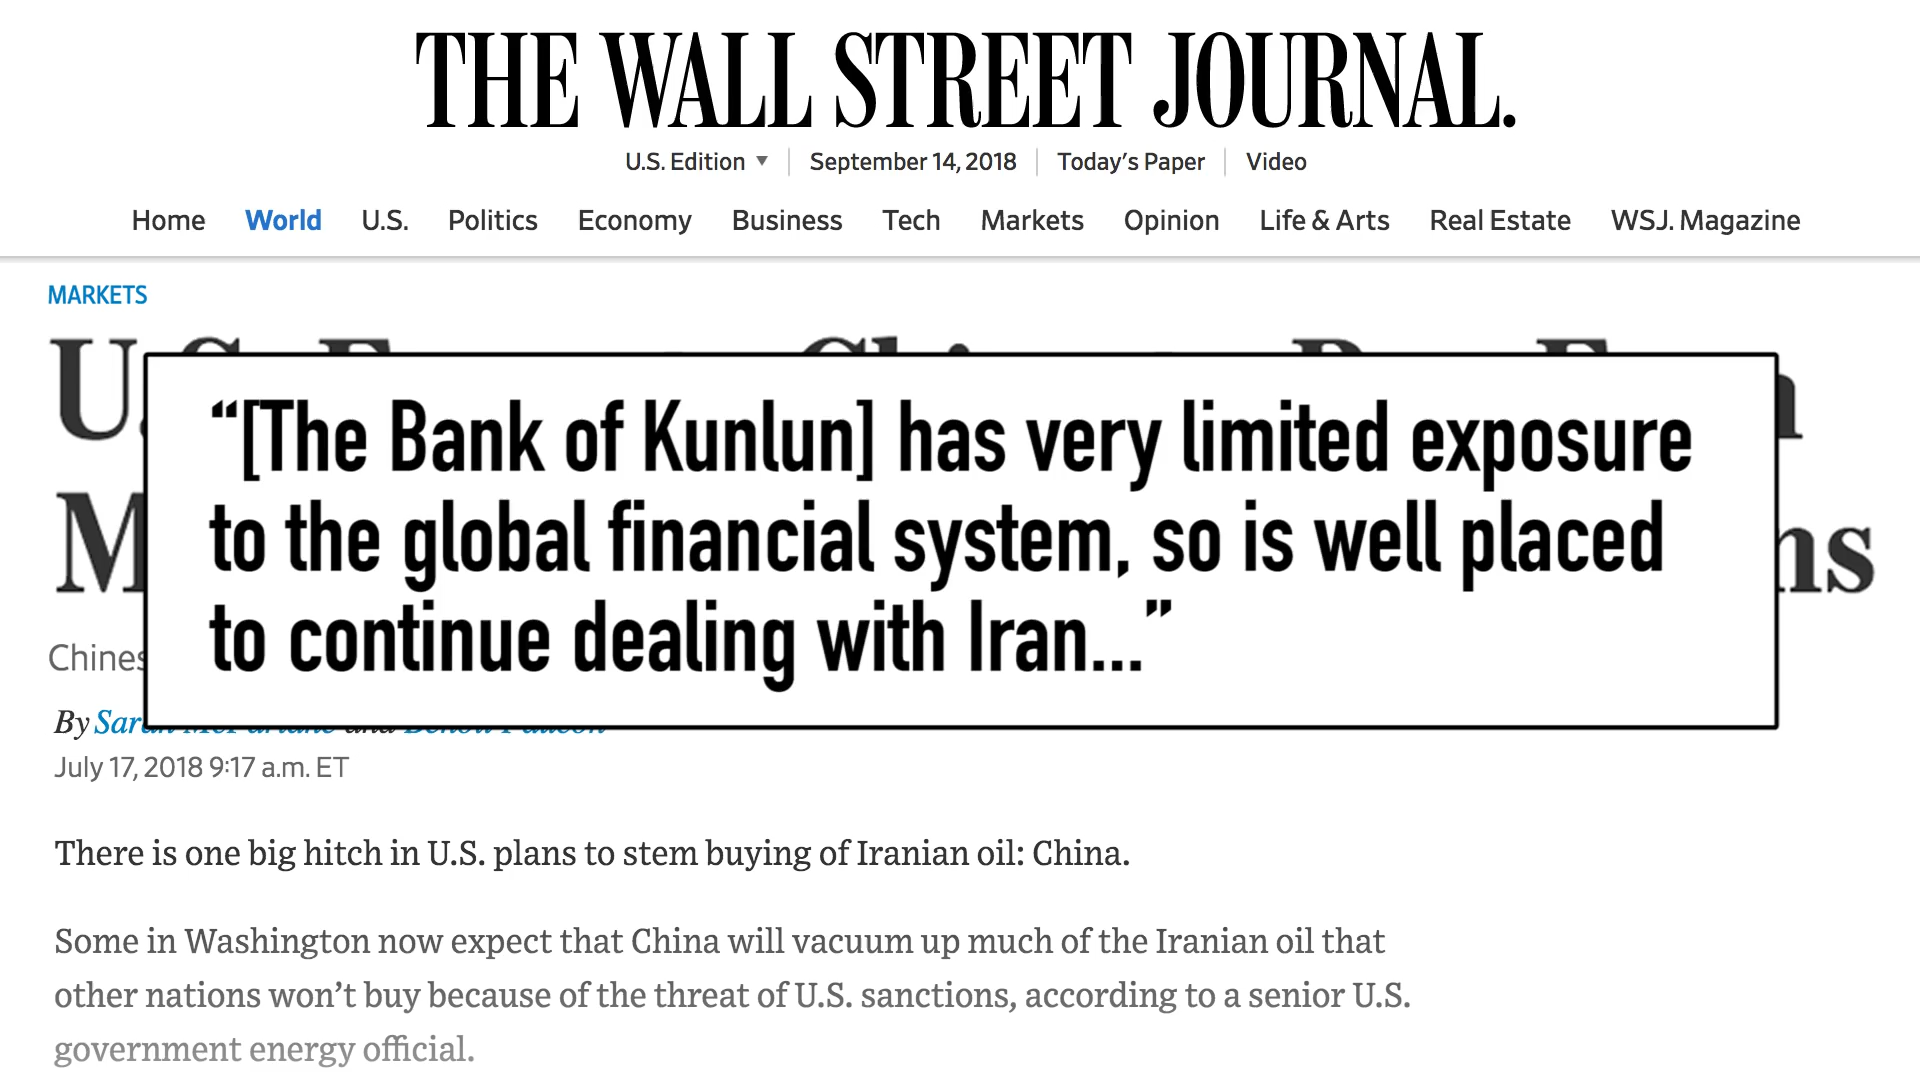 THE WALL STREET JOURNAL.
U.S. Edition ▼ | September 14, 2018 | Today's Paper | Video
Home World U.S. Politics Economy Business Tech Markets Opinion Life & Arts Real Estate WSJ. Magazine
MARKETS
“[The Bank of Kunlun] has very limited exposure
to the global financial system, so is well placed
to continue dealing with Iran...”
By
July 17, 2018 9:17 a.m. ET
There is one big hitch in U.S. plans to stem buying of Iranian oil: China.
Some in Washington now expect that China will vacuum up much of the Iranian oil that
other nations won’t buy because of the threat of U.S. sanctions, according to a senior U.S.
government energy official.